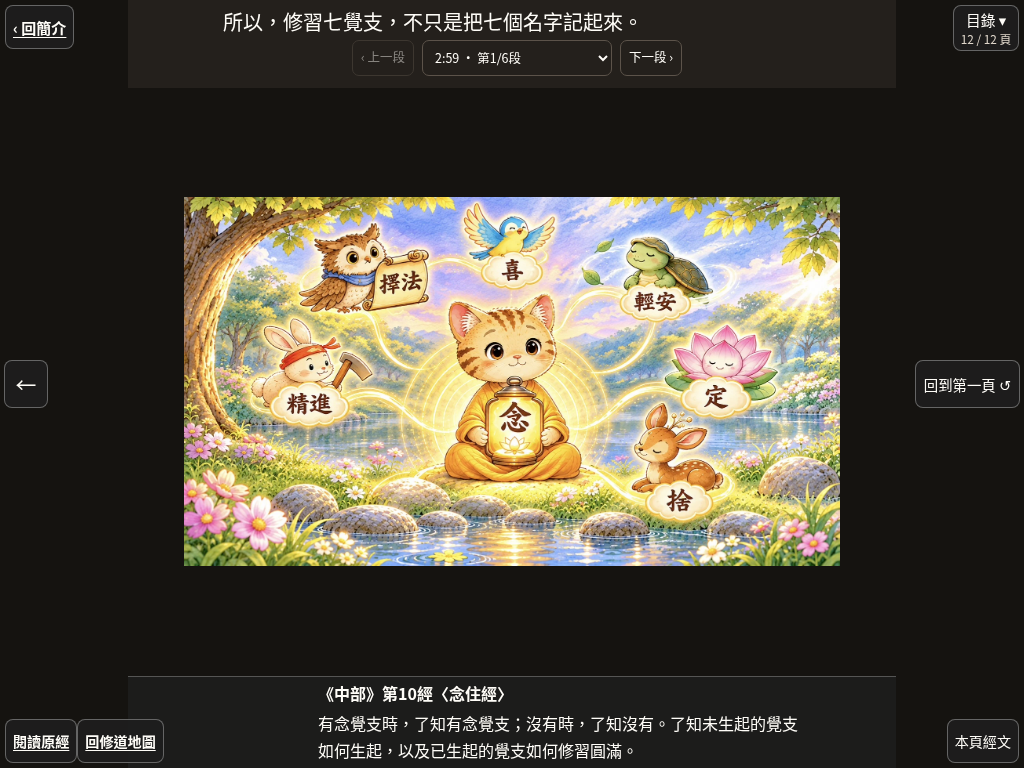 ‹ 回簡介
所以，修習七覺支，不只是把七個名字記起來。
目錄 ▾
12 / 12 頁
‹ 上一段
2:59 · 第1/6段
下一段 ›
擇法
喜
輕安
精進
念
定
捨
←
回到第一頁 ↺
《中部》第10經〈念住經〉
有念覺支時，了知有念覺支；沒有時，了知沒有。了知未生起的覺支
如何生起，以及已生起的覺支如何修習圓滿。
閱讀原經
回修道地圖
本頁經文